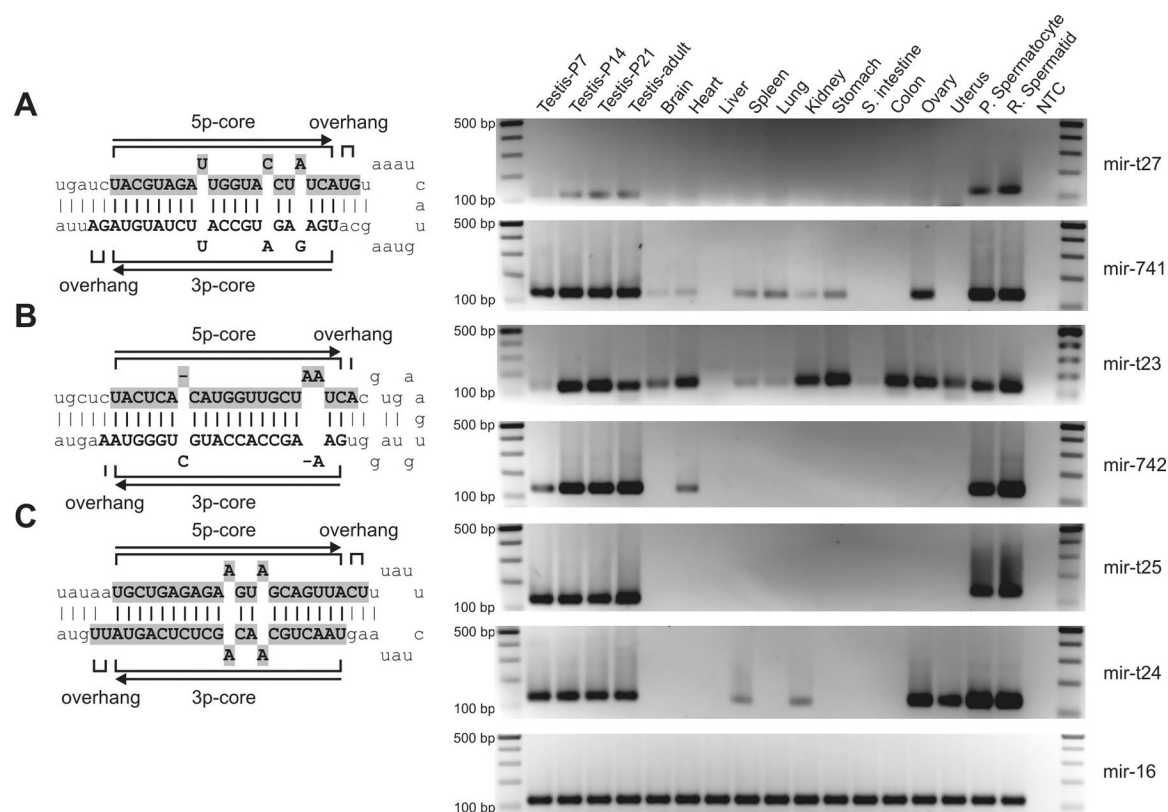 A
5p-core overhang
U C A aaau
ugaucUACGUAGA UGGUA CU UCAUGu c
a
auuAGAUGUAUCU ACCGU GA AGUacg u
U A G aaug
overhang 3p-core
B
5p-core overhang
- AA g a
ugcucUACUCA CAUGGUUGCU UCAc ug a
g
augaAAUGGGU GUACCACCGA AGug au u
C -A g g
overhang 3p-core
C
5p-core overhang
A A uau
uauaaUGCUGAGAGA GU GCAGUUACUu u
augUUAUGACUCUCG CA CGUCAAUgaa c
A A uau
overhang 3p-core
Testis-P7
Testis-P14
Testis-P21
Testis-adult
Brain
Heart
Liver
Spleen
Lung
Kidney
Stomach
S. intestine
Colon
Ovary
Uterus
P. Spermatocyte
R. Spermatid
NTC
500 bp
mir-t27
100 bp
500 bp
mir-741
100 bp
500 bp
mir-t23
100 bp
500 bp
mir-742
100 bp
500 bp
mir-t25
100 bp
500 bp
mir-t24
100 bp
500 bp
mir-16
100 bp